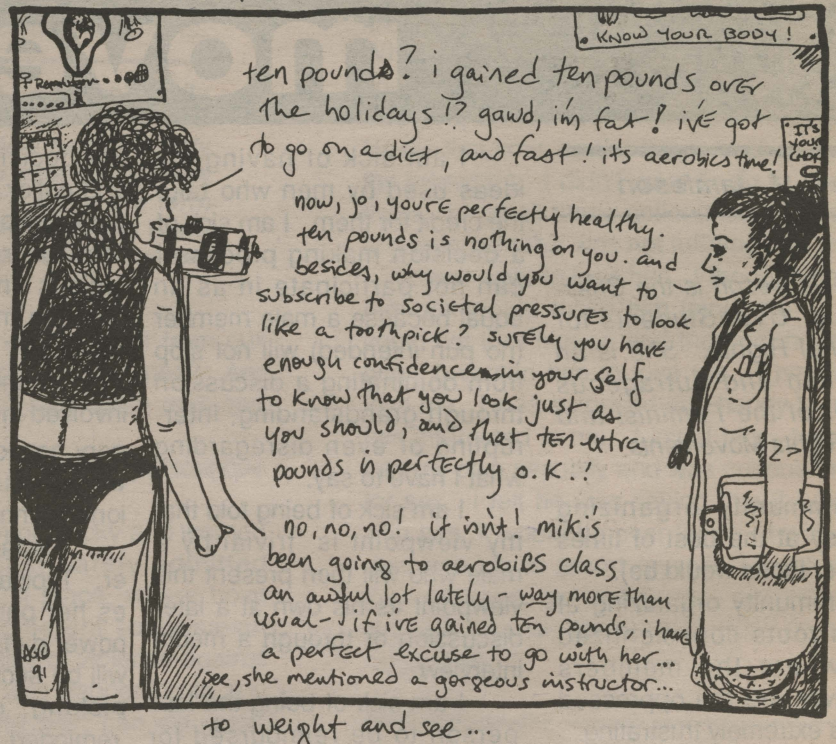 KNOW YOUR BODY!
ten pounds? i gained ten pounds over
the holidays!? gawd, i'm fat! i've got
to go on a diet, and fast! it's aerobics time!
IT'S
YOUR
now, jo, you're perfectly healthy.
ten pounds is nothing on you. and
besides, why would you want to
subscribe to societal pressures to look
like a toothpick? surely you have
enough confidence in your self
to know that you look just as
you should, and that ten extra
pounds is perfectly o.k.!
no, no, no! it isn't! miki's
been going to aerobics class
an awful lot lately - way more than
usual - if i've gained ten pounds, i have
a perfect excuse to go with her...
see, she mentioned a gorgeous instructor...
91
to weight and see...